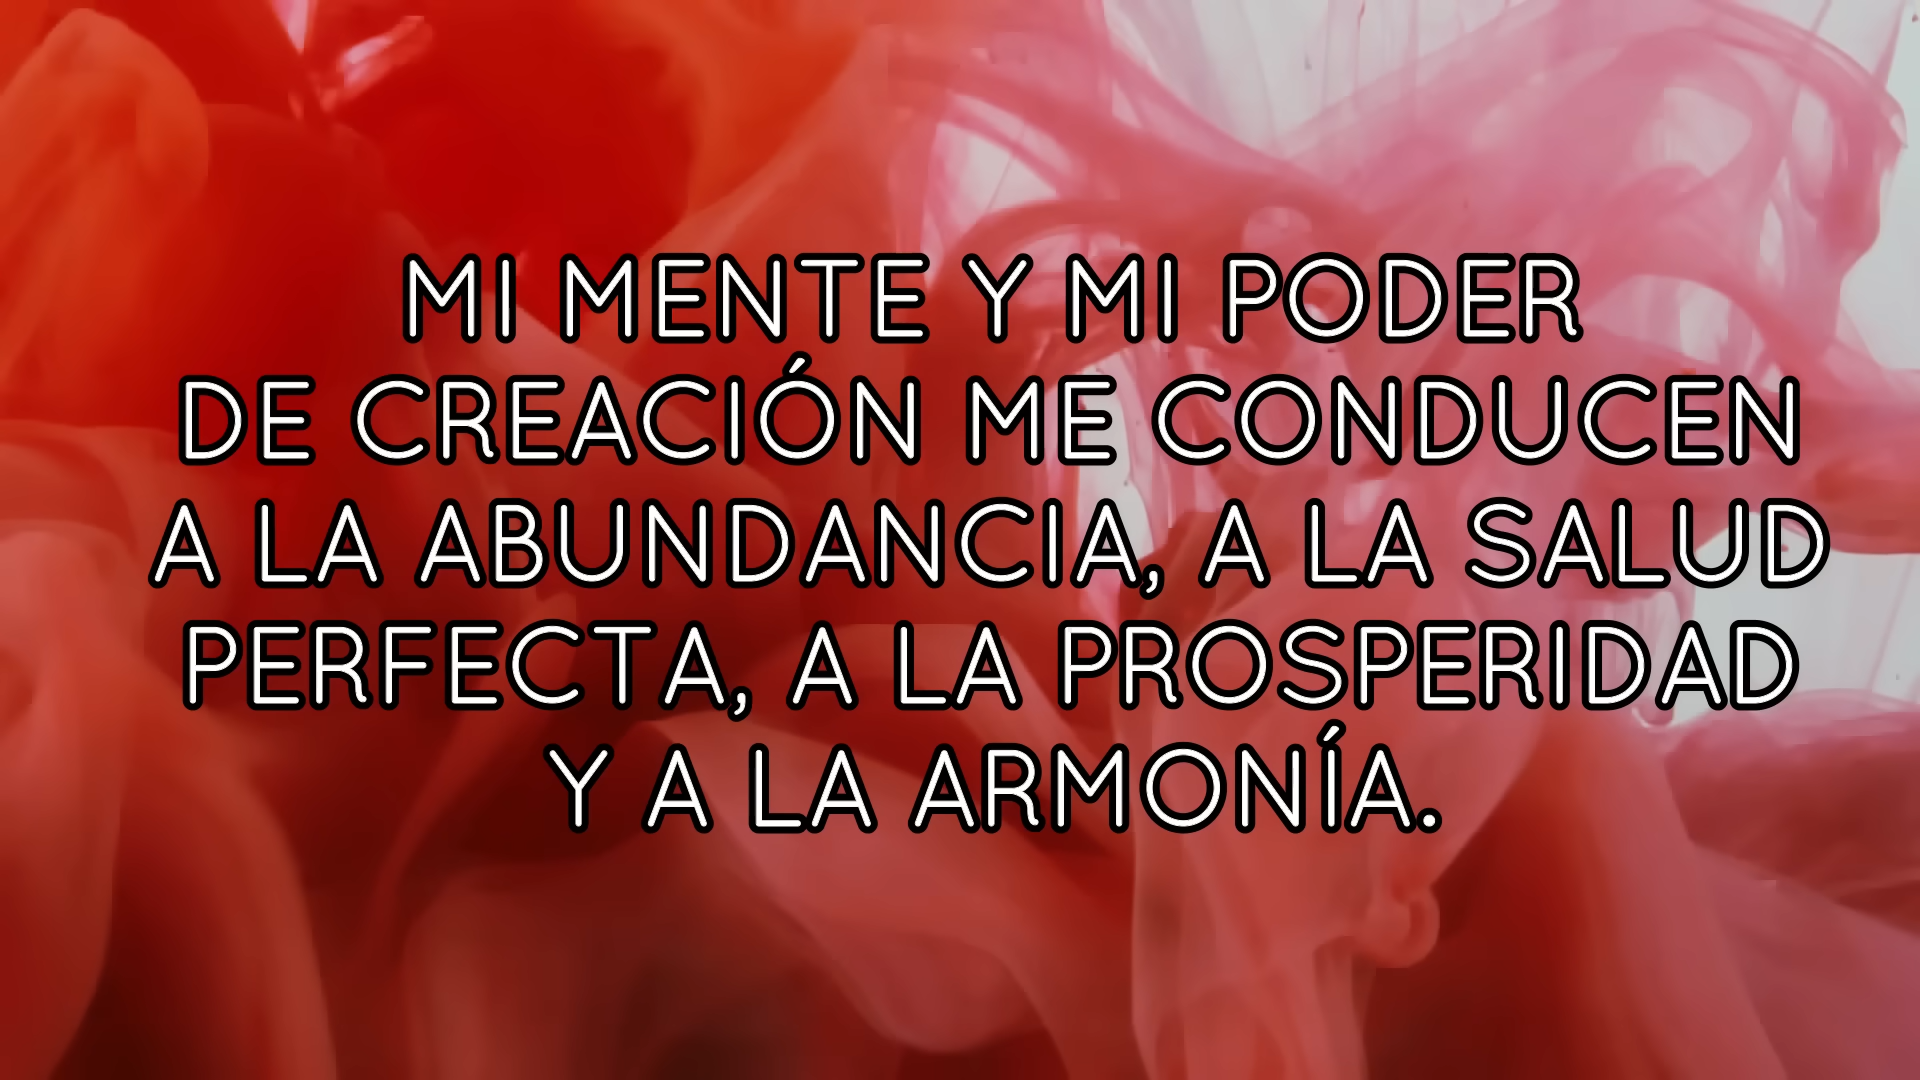 MI MENTE Y MI PODER
DE CREACIÓN ME CONDUCEN
A LA ABUNDANCIA, A LA SALUD
PERFECTA, A LA PROSPERIDAD
Y A LA ARMONÍA.